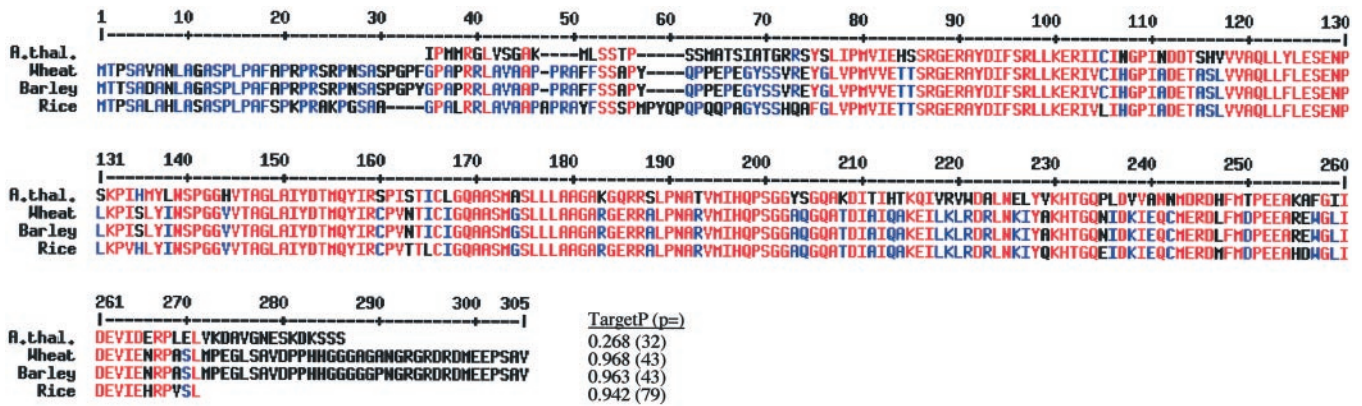 1 10 20 30 40 50 60 70 80 90 100 110 120 130
|---------+---------+---------+---------+---------+---------+---------+---------+---------+---------+---------+---------+---------|
A.thal. IPMMRGLVSGAK----MLSSTP-----SSMATSIATGRRSYSLIPMVIEHSSRGERAYDIFSRLLKERIICINGPINDDTSHVVVAQLLYLESENP
Wheat MTPSAVANLAGASPLPAFAPRPRSRPNSASPGPFGPAPRRLAVAAP-PRAFFSSAPY----QPPEPEGYSSVREYGLVPMVVETTSRGERAYDIFSRLLKERIVCIHGPIADETASLVVAQLLFLESENP
Barley MTTSADANLAGASPLPAFAPRPRSRPNSASPGPYGPAPRRLAVAAP-PRAFFSSAPY----QPPEPEGYSSVREYGLVPMVVETTSRGERAYDIFSRLLKERIVCIHGPIADETASLVVAQLLFLESENP
Rice MTPSALAHLASASPLPAFSPKPRAKPGSAA----GPALRRLAVAAPAPRAYFSSSPMPYQPQPQQPAGYSSHQAFGLVPMVVETTSRGERAYDIFSRLLKERIVLIHGPIADETASLVVAQLLFLESENP
131 140 150 160 170 180 190 200 210 220 230 240 250 260
|---------+---------+---------+---------+---------+---------+---------+---------+---------+---------+---------+---------+---------|
A.thal. SKPIHMYLNSPGGHVTAGLAIYDTMQYIRSPISTICLGQAASMASLLLAAGAKGQRRSLPNATVMIHQPSGGYSGQAKDITIHTKQIVRVWDALNELYVKHTGQPLDVVANNMDRDHFMTPEEAKAFGII
Wheat LKPISLYINSPGGVVTAGLAIYDTMQYIRCPVNTICIGQAASMGSLLLAAGARGERRALPNARVMIHQPSGGAQGQATDIAIQAKEILKLRDRLNKIYAKHTGQNIDKIEQCMERDLFMDPEEAREWGLI
Barley LKPISLYINSPGGVVTAGLAIYDTMQYIRCPVNTICIGQAASMGSLLLAAGARGERRALPNARVMIHQPSGGAQGQATDIAIQAKEILKLRDRLNKIYAKHTGQNIDKIEQCMERDLFMDPEEAREWGLI
Rice LKPVHLYINSPGGVVTAGLAIYDTMQYIRCPVTTLCIGQAASMGSLLLAAGARGERRALPNARVMIHQPSGGAQGQATDIAIQAKEILKLRDRLNKIYQKHTGQEIDKIEQCMERDMFMDPEEAHDWGLI
261 270 280 290 300 305
|---------+---------+---------+---------+----|
A.thal. DEVIDERPLELVKDAVGNESKDKSSS
Wheat DEVIENRPASLMPEGLSAVDPPHHGGGAGANGRGRDRDMEEPSAV
Barley DEVIENRPASLMPEGLSAVDPPHHGGGGGPNGRGRDRDMEEPSAV
Rice DEVIEHRPVSL
TargetP (p=)
0.268 (32)
0.968 (43)
0.963 (43)
0.942 (79)